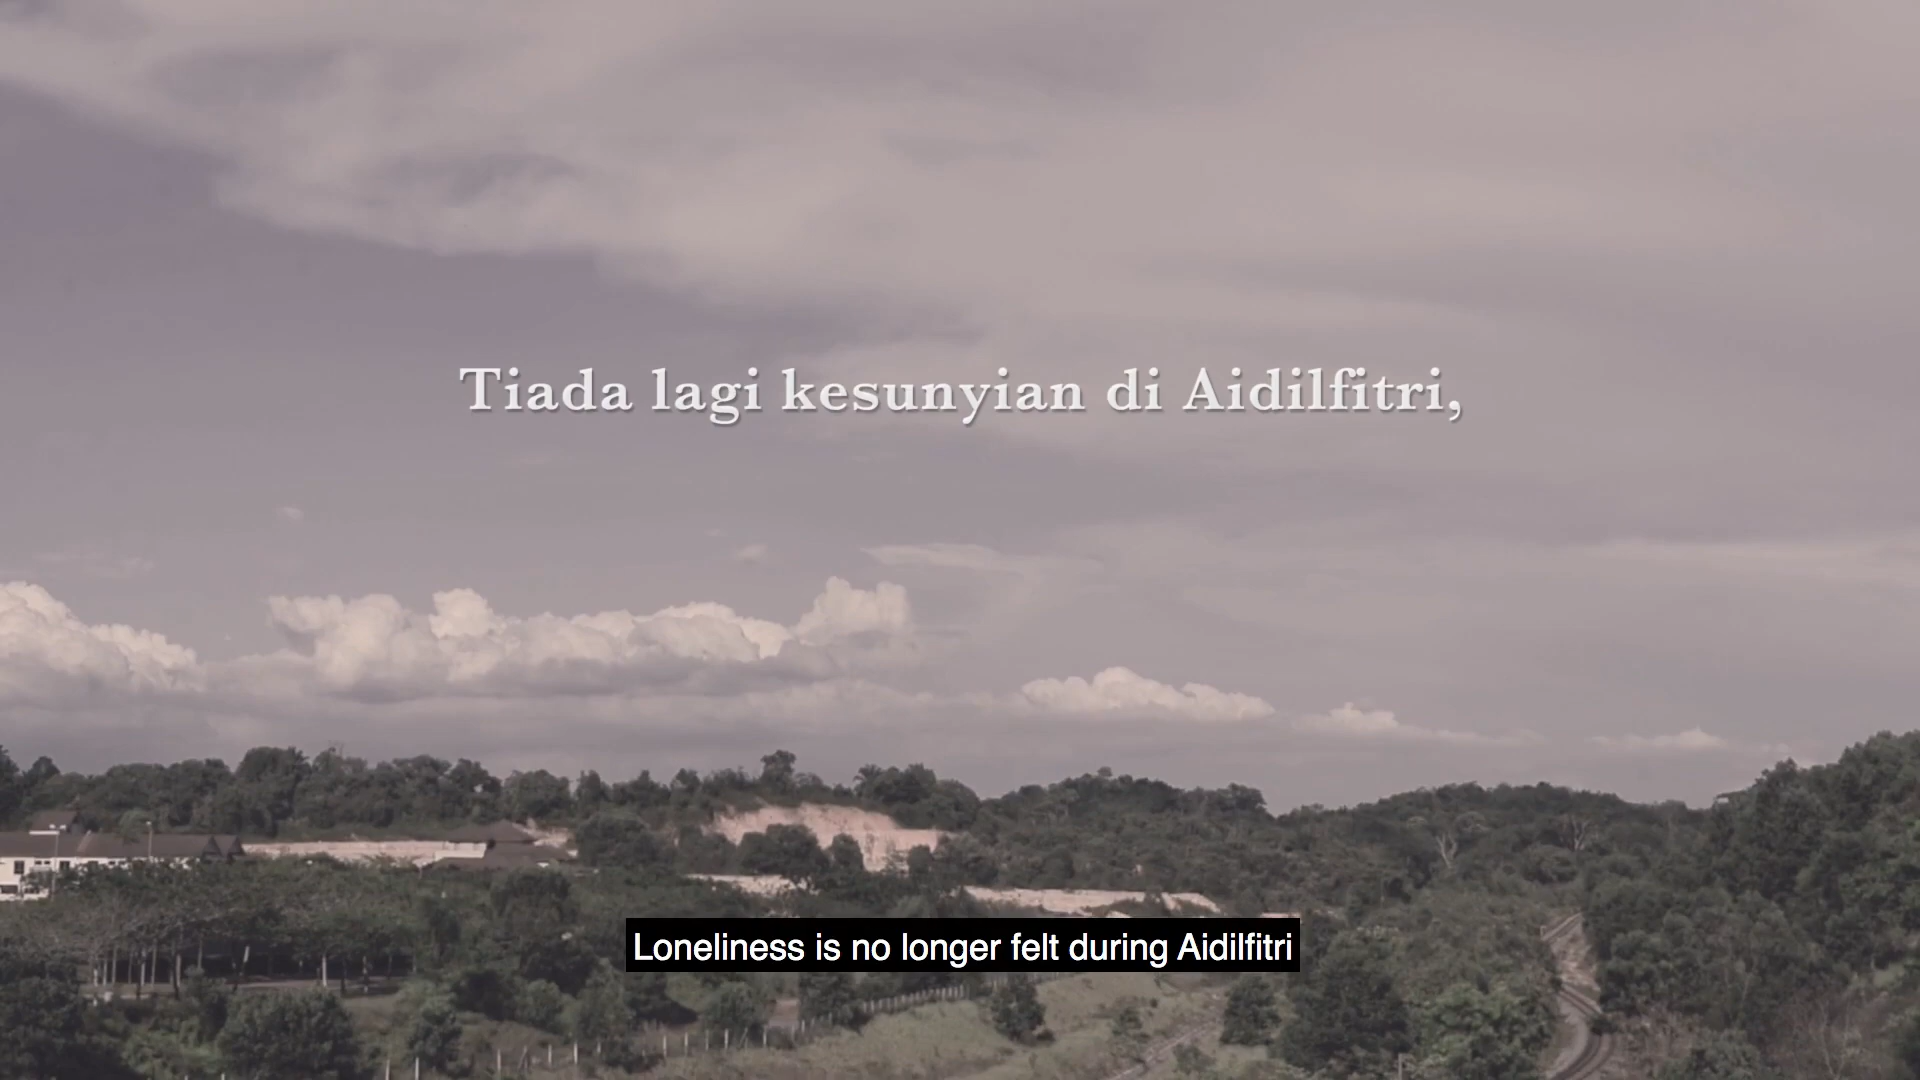 Tiada lagi kesunyian di Aidilfitri,
Loneliness is no longer felt during Aidilfitri